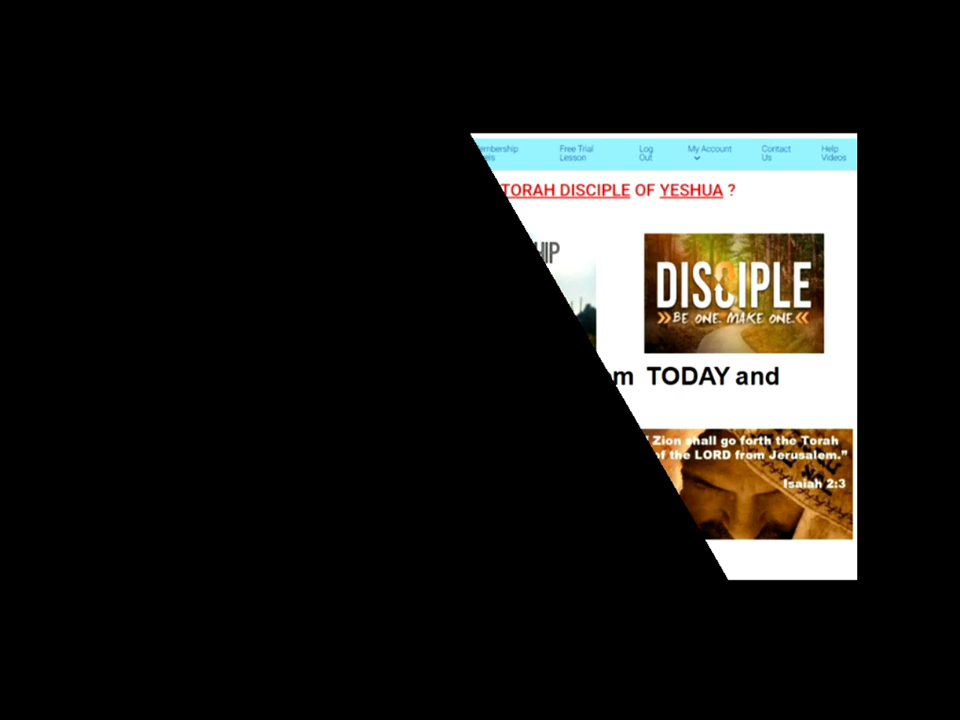 Free Trial
Lesson
Log
Out
My Account
Contact
Us
Help
Videos
TORAH DISCIPLE OF YESHUA ?
DISCIPLE
BE ONE. MAKE ONE.
TODAY and
Zion shall go forth the Torah
of the LORD from Jerusalem.”
Isaiah 2:3